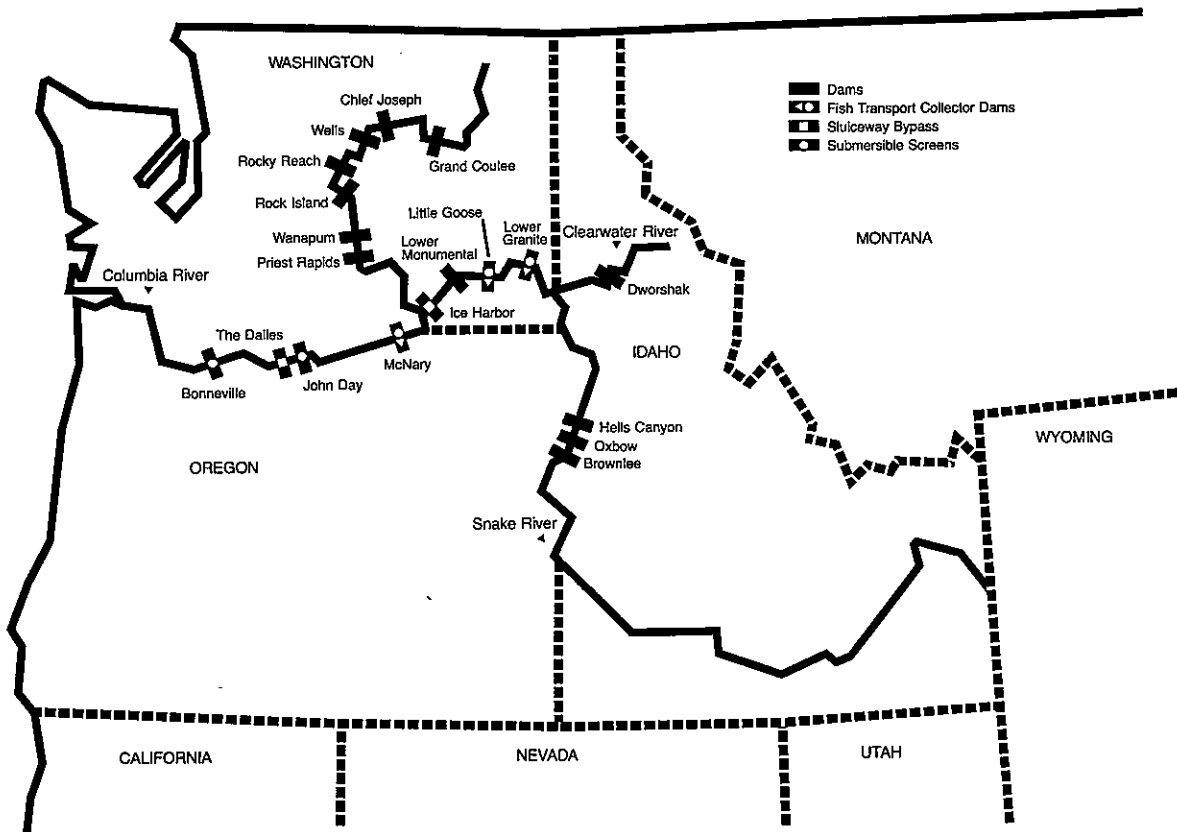 WASHINGTON
Chief Joseph
Wells
Rocky Reach
Grand Coulee
Rock Island
Little Goose
Lower
Granite
Clearwater River
Wanapum
Lower
Monumental
Priest Rapids
Columbia River
Dworshak
Ice Harbor
The Dalles
McNary
John Day
Bonneville
Dams
Fish Transport Collector Dams
Sluiceway Bypass
Submersible Screens
MONTANA
IDAHO
Hells Canyon
Oxbow
Brownlee
WYOMING
OREGON
Snake River
CALIFORNIA
NEVADA
UTAH